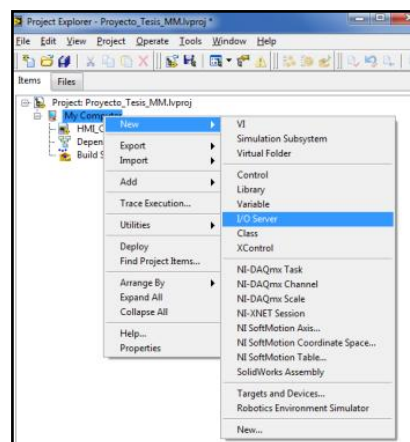 Project Explorer - Proyecto_Tesis_MM.lvproj *
File Edit View Project Operate Tools Window Help
Items Files
Project: Proyecto_Tesis_MM.lvproj
My Computer
HMI_C
Depen
Build S
New
Export
Import
Add
Trace Execution...
Utilities
Deploy
Find Project Items...
Arrange By
Expand All
Collapse All
Help...
Properties
VI
Simulation Subsystem
Virtual Folder
Control
Library
Variable
I/O Server
Class
XControl
NI-DAQmx Task
NI-DAQmx Channel
NI-DAQmx Scale
NI-XNET Session
NI SoftMotion Axis...
NI SoftMotion Coordinate Space...
NI SoftMotion Table...
SolidWorks Assembly
Targets and Devices...
Robotics Environment Simulator
New...